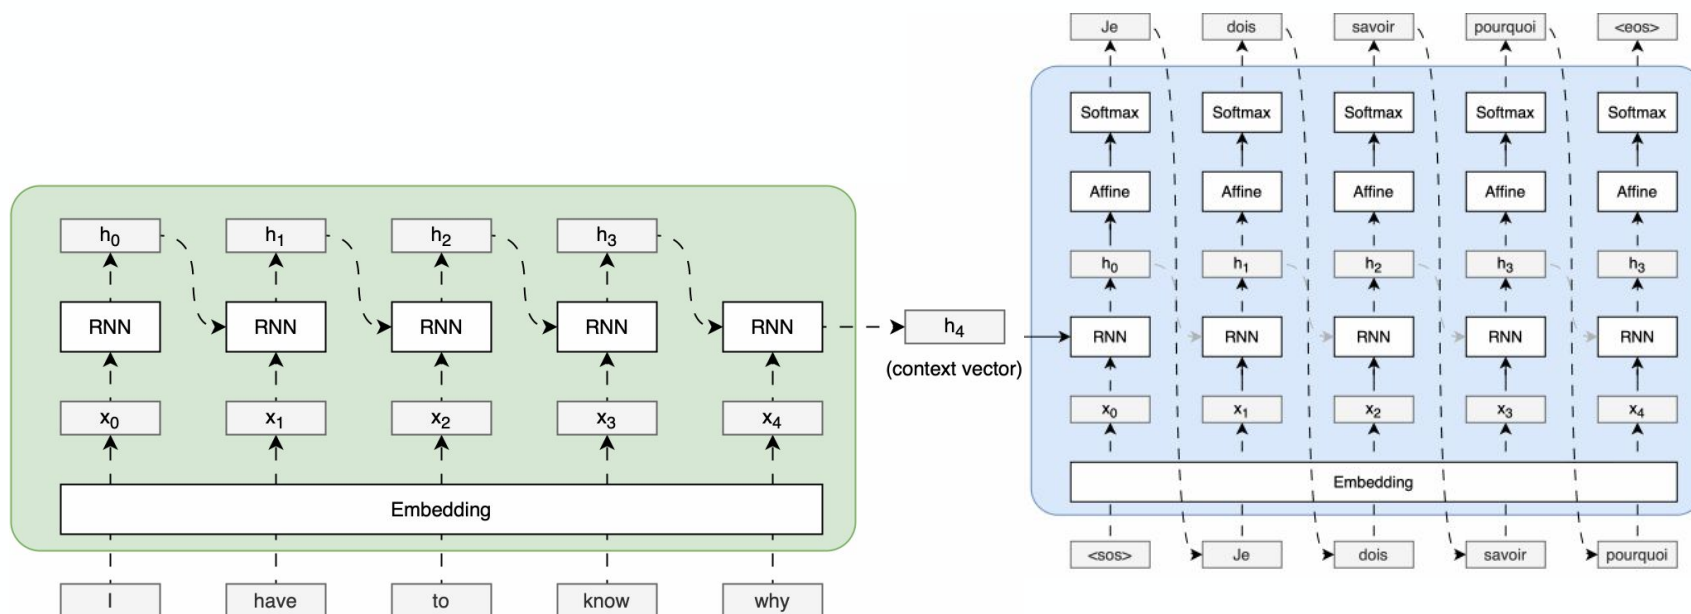 Je dois savoir pourquoi <eos>
Softmax Softmax Softmax Softmax Softmax
Affine Affine Affine Affine Affine
h0 h1 h2 h3
h0 h1 h2 h3 h3
RNN RNN RNN RNN RNN
h4
RNN RNN RNN RNN RNN
(context vector)
x0 x1 x2 x3 x4
x0 x1 x2 x3 x4
Embedding
Embedding
<sos> Je dois savoir pourquoi
I have to know why